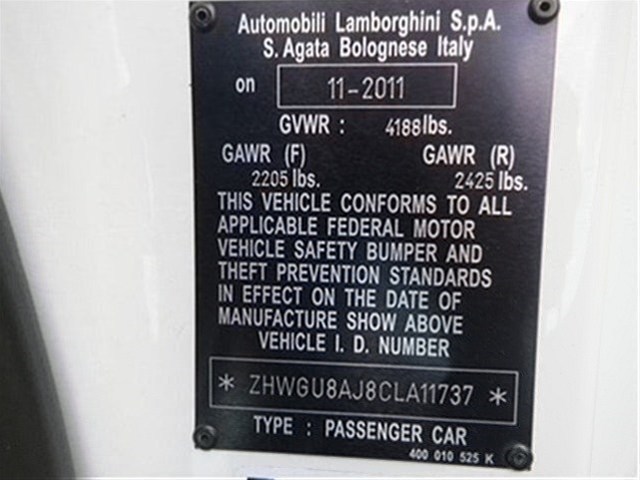 Automobili Lamborghini S.p.A.
S. Agata Bolognese Italy
on 11-2011
GVWR : 4188lbs.
GAWR (F) GAWR (R)
2205 lbs. 2425 lbs.
THIS VEHICLE CONFORMS TO ALL
APPLICABLE FEDERAL MOTOR
VEHICLE SAFETY BUMPER AND
THEFT PREVENTION STANDARDS
IN EFFECT ON THE DATE OF
MANUFACTURE SHOW ABOVE
VEHICLE I. D. NUMBER
* ZHWGU8AJ8CLA11737 *
TYPE : PASSENGER CAR
400 010 525 K